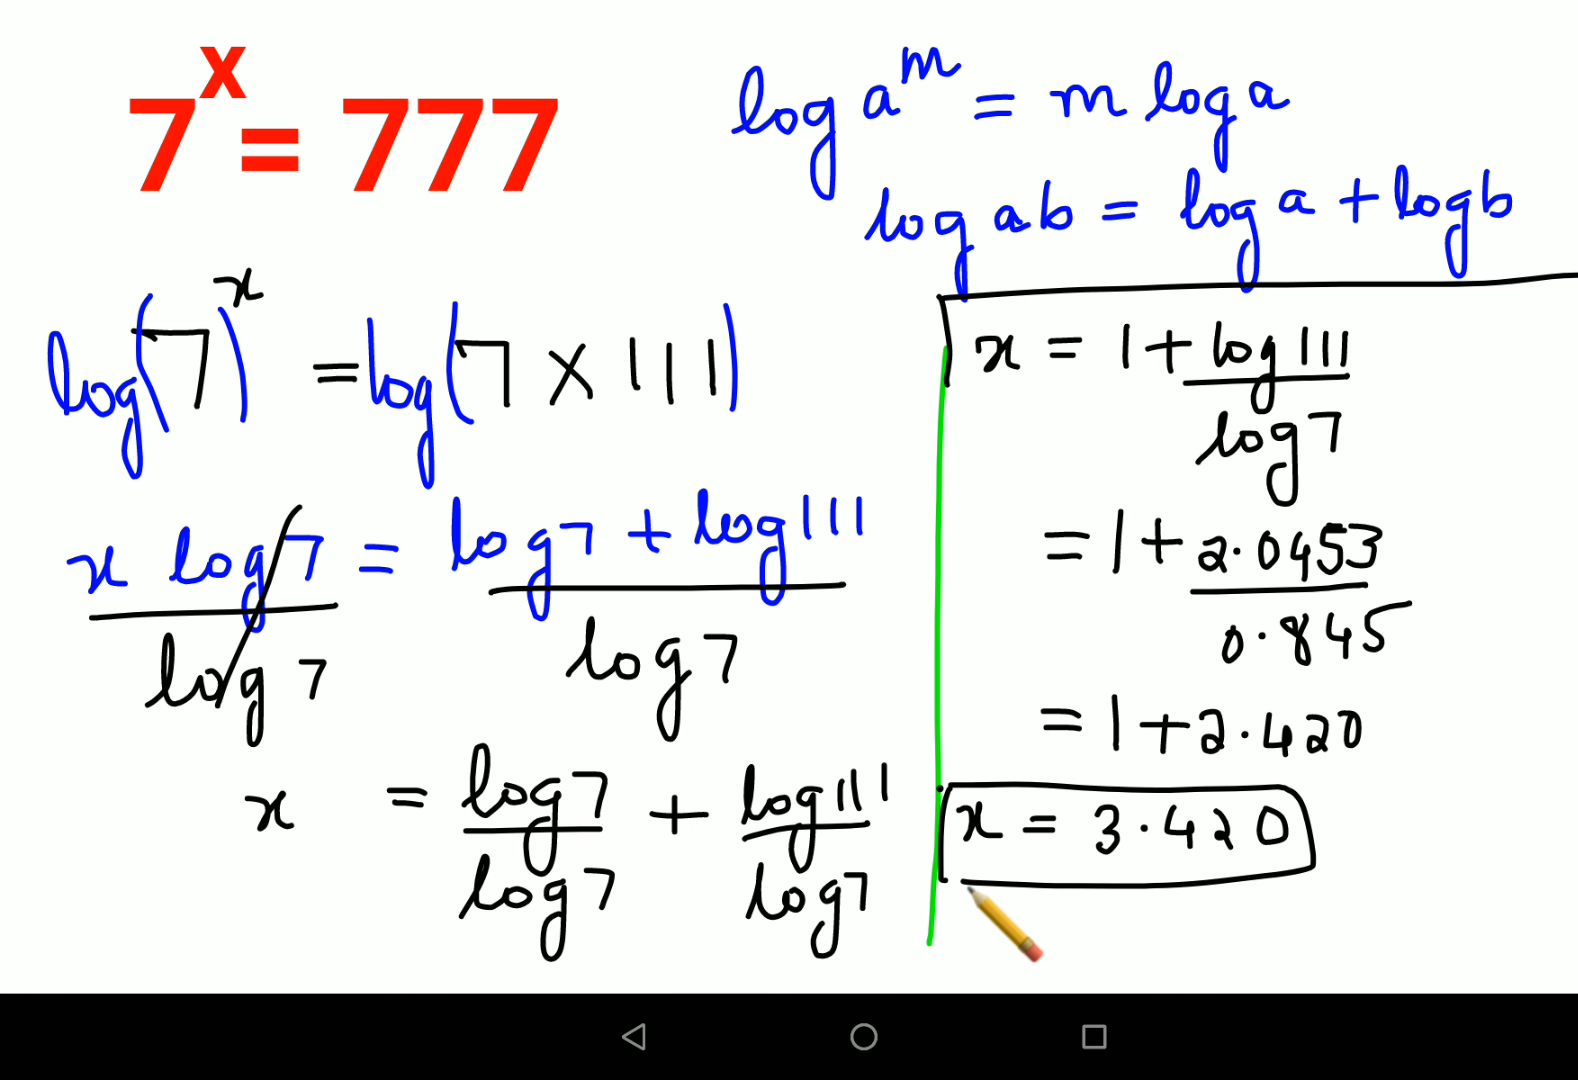 7^x = 777
log a^m = m log a
log ab = log a + log b
log(7)^x = log(7 × 111)
x log 7 / log 7 = log 7 + log 111 / log 7
x = log 7 / log 7 + log 111 / log 7
x = 1 + log 111 / log 7
= 1 + 2.0453 / 0.845
= 1 + 2.420
x = 3.420